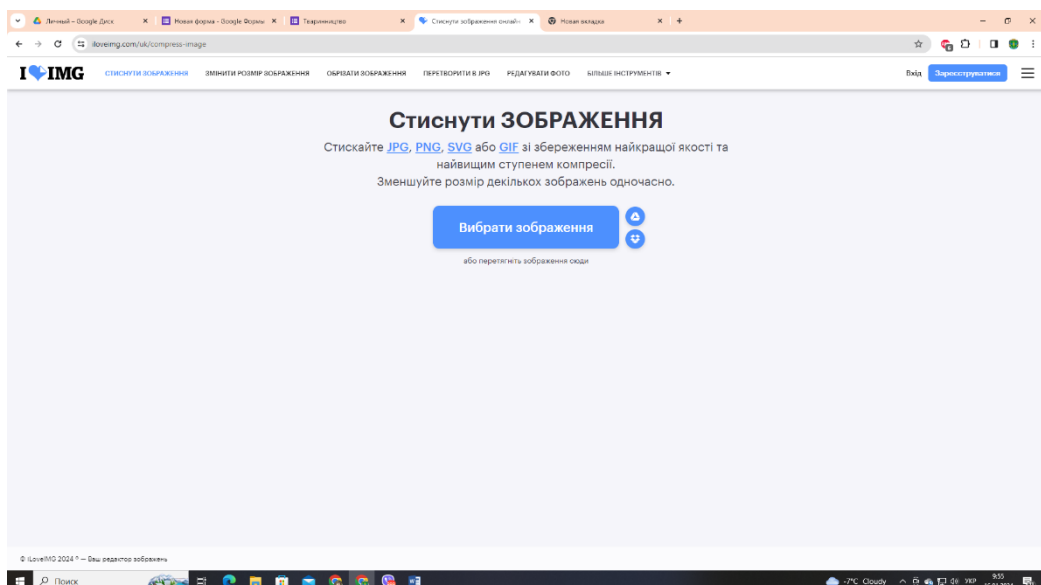 Личный – Google Диск
Новая форма - Google Формы
Тваринництво
Стиснути зображення онлайн
Новая вкладка
iloveimg.com/uk/compress-image
I IMG
СТИСНУТИ ЗОБРАЖЕННЯ
ЗМІНИТИ РОЗМІР ЗОБРАЖЕННЯ
ОБРІЗАТИ ЗОБРАЖЕННЯ
ПЕРЕТВОРИТИ В JPG
РЕДАГУВАТИ ФОТО
БІЛЬШЕ ІНСТРУМЕНТІВ
Вхід
Зареєструватися
Стиснути ЗОБРАЖЕННЯ
Стискайте JPG, PNG, SVG або GIF зі збереженням найкращої якості та
найвищим ступенем компресії.
Зменшуйте розмір декількох зображень одночасно.
Вибрати зображення
або перетягніть зображення сюди
© iLoveIMG 2024 ® — Ваш редактор зображень
Поиск
-7°C Cloudy
УКР
9:55